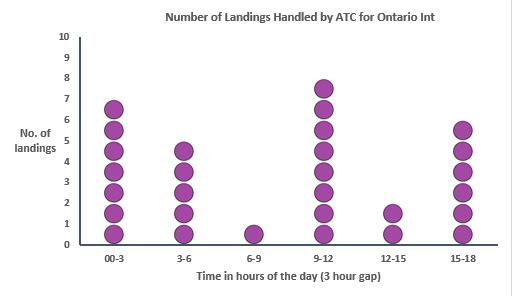 Number of Landings Handled by ATC for Ontario Int
10
9
8
7
6
5
4
3
2
1
0
No. of
landings
00-3 3-6 6-9 9-12 12-15 15-18
Time in hours of the day (3 hour gap)